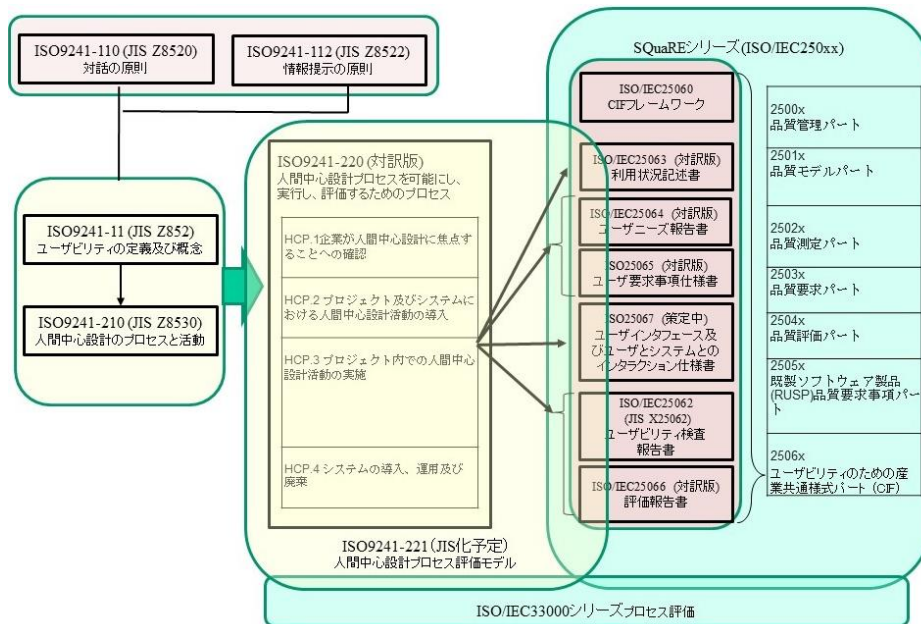 ISO9241-110 (JIS Z8520)
対話の原則
ISO9241-112 (JIS Z8522)
情報提示の原則
ISO9241-11 (JIS Z852)
ユーザビリティの定義及び概念
ISO9241-210 (JIS Z8530)
人間中心設計のプロセスと活動
ISO9241-220 (対訳版)
人間中心設計プロセスを可能にし、
実行し、評価するためのプロセス
HCP.1企業が人間中心設計に焦点
することへの確認
HCP.2 プロジェクト及びシステムに
おける人間中心設計活動の導入
HCP.3 プロジェクト内での人間中心
設計活動の実施
HCP.4 システムの導入、運用及び
廃棄
ISO9241-221(JIS化予定)
人間中心設計プロセス評価モデル
SQuaREシリーズ(ISO/IEC250xx)
ISO/IEC25060
CIFフレームワーク
ISO/IEC25063 (対訳版)
利用状況記述書
ISO/IEC25064 (対訳版)
ユーザニーズ報告書
ISO25065 (対訳版)
ユーザ要求事項仕様書
ISO25067 (策定中)
ユーザインタフェース及
びユーザとシステムとの
インタラクション仕様書
ISO/IEC25062
(JIS X25062)
ユーザビリティ検査
報告書
ISO/IEC25066 (対訳版)
評価報告書
2500x
品質管理パート
2501x
品質モデルパート
2502x
品質測定パート
2503x
品質要求パート
2504x
品質評価パート
2505x
既製ソフトウェア製品
(RUSP)品質要求事項パー
ト
2506x
ユーザビリティのための産
業共通様式パート (CIF)
ISO/IEC33000シリーズプロセス評価